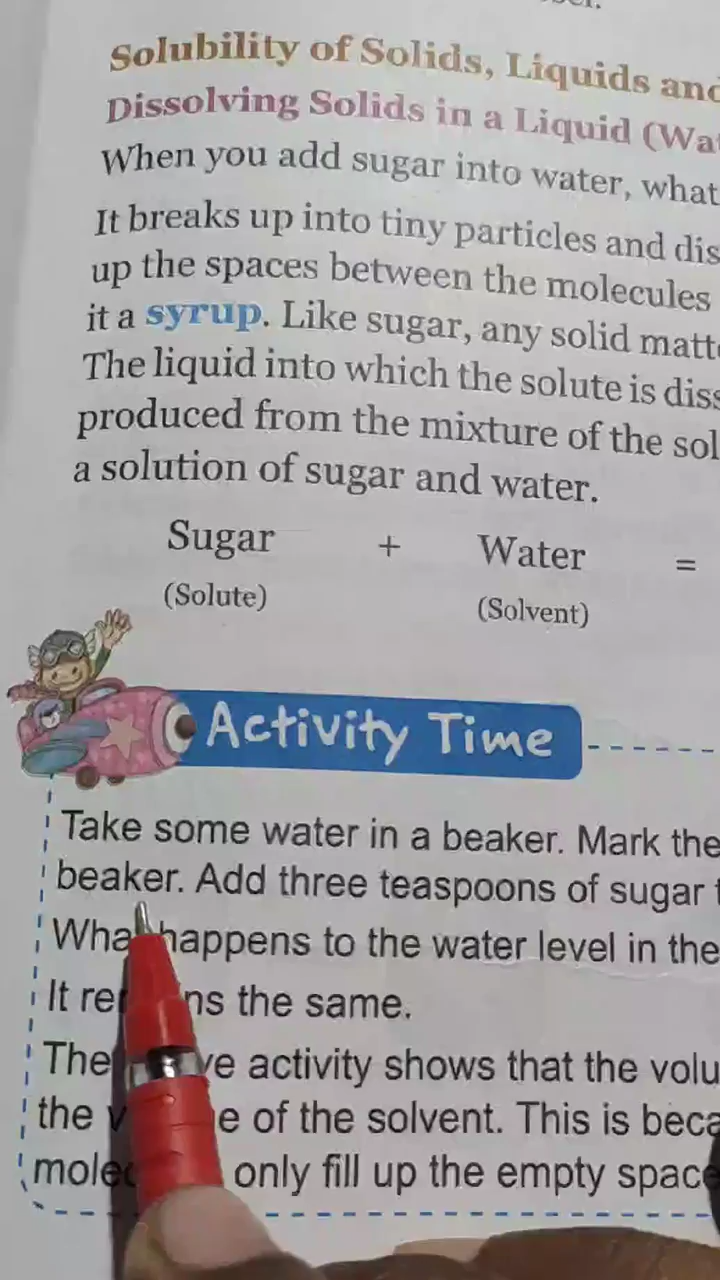 Solubility of Solids, Liquids and
Dissolving Solids in a Liquid (Wat
When you add sugar into water, what
It breaks up into tiny particles and dis
up the spaces between the molecules
it a syrup. Like sugar, any solid matt
The liquid into which the solute is diss
produced from the mixture of the sol
a solution of sugar and water.
Sugar + Water =
(Solute) (Solvent)
Activity Time
Take some water in a beaker. Mark the
beaker. Add three teaspoons of sugar
happens to the water level in the
It the same.
The activity shows that the volu
the of the solvent. This is beca
only fill up the empty spac